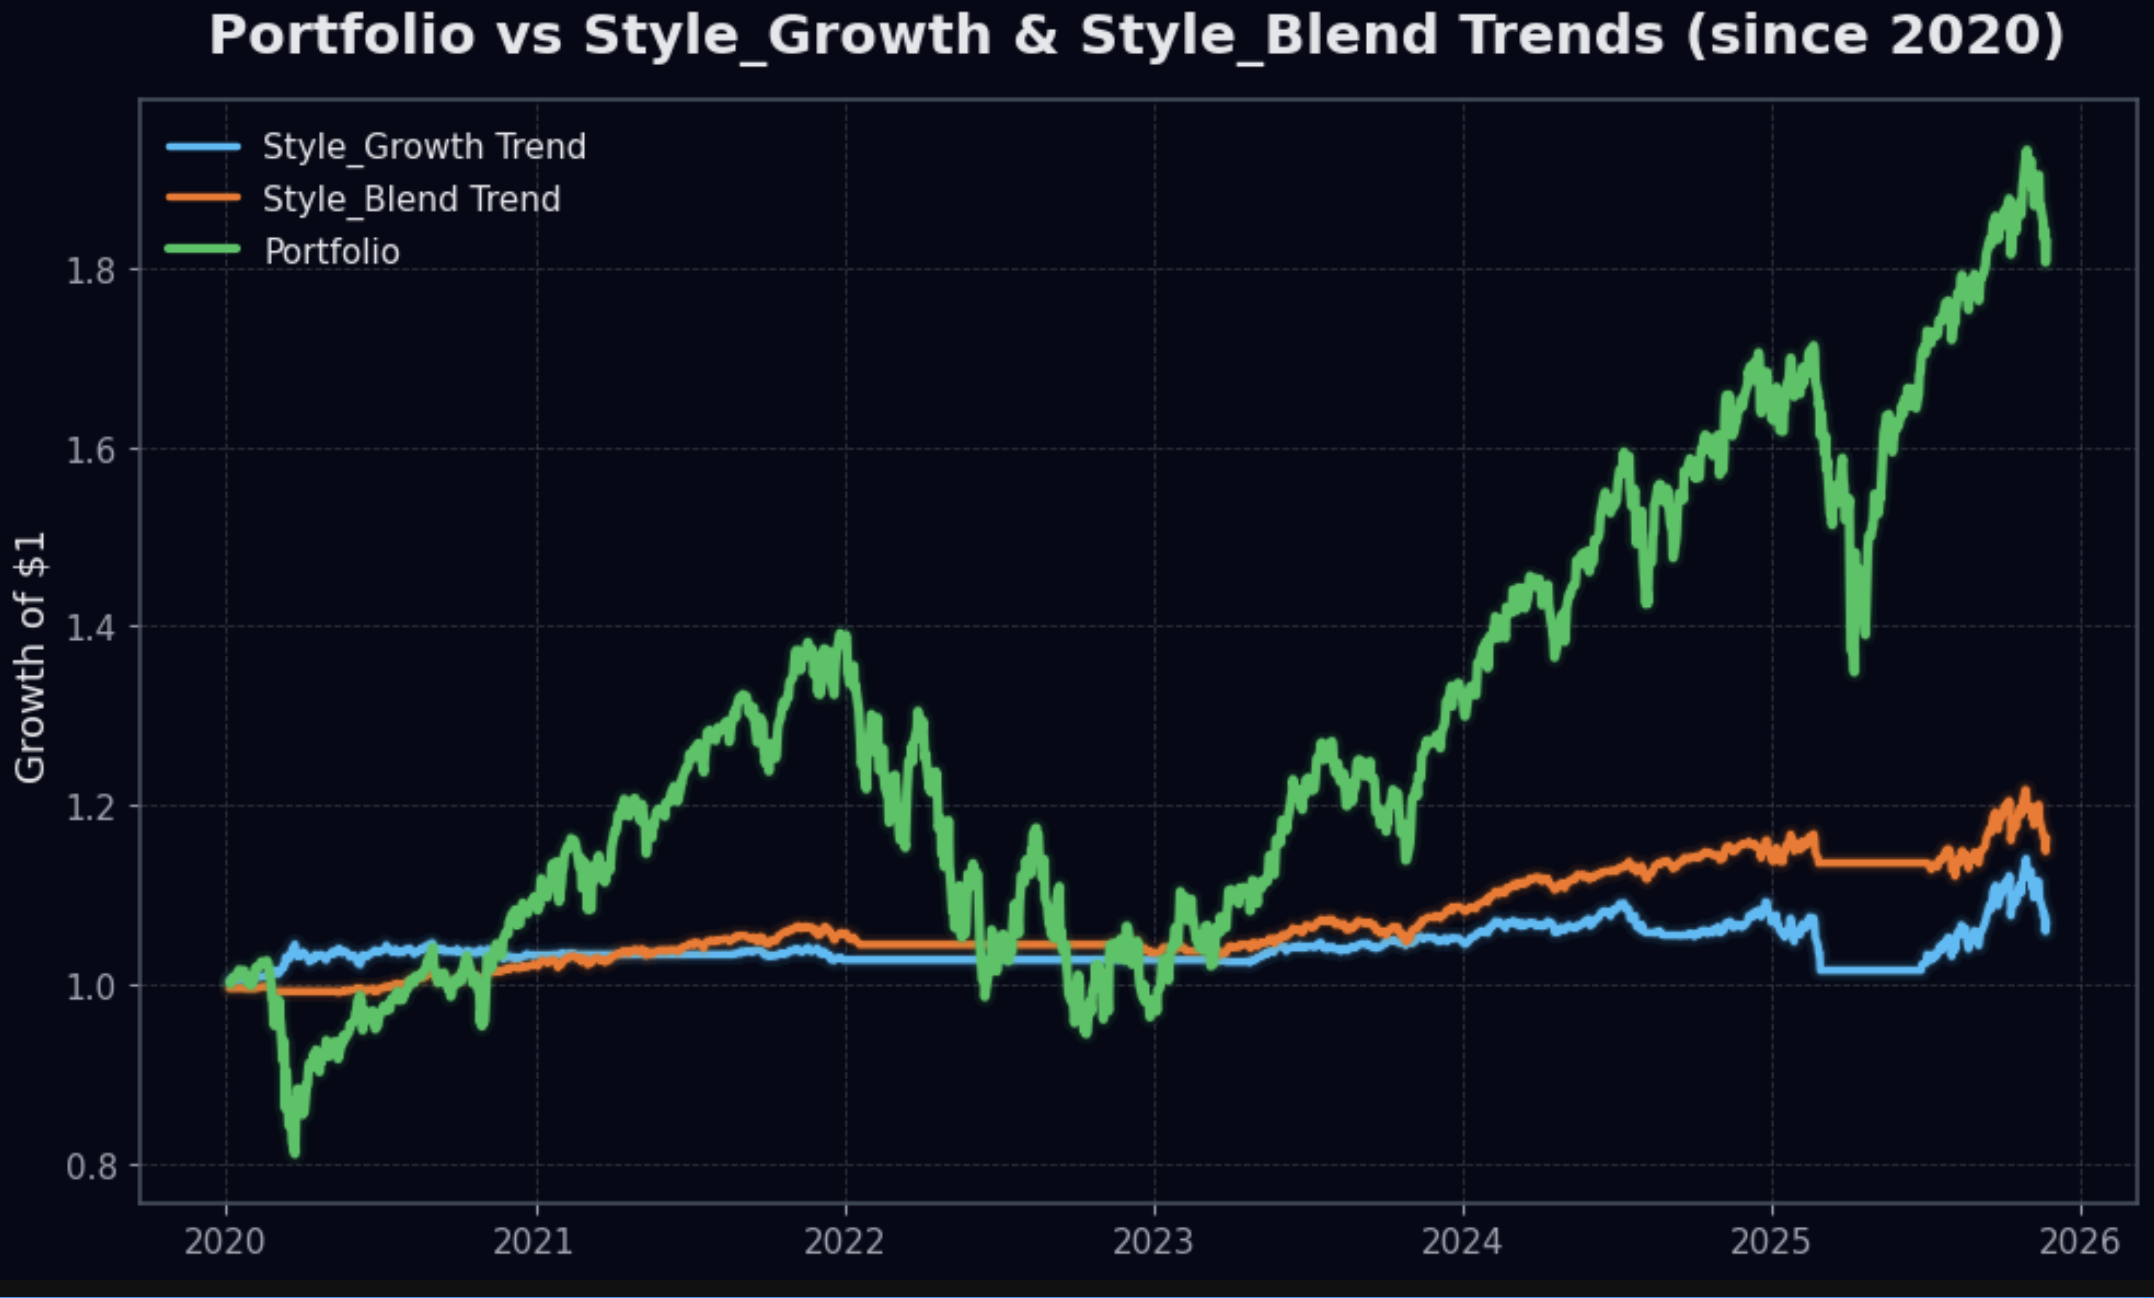 Portfolio vs Style_Growth & Style_Blend Trends (since 2020)
Style_Growth Trend
Style_Blend Trend
Portfolio
Growth of $1
1.8
1.6
1.4
1.2
1.0
0.8
2020 2021 2022 2023 2024 2025 2026